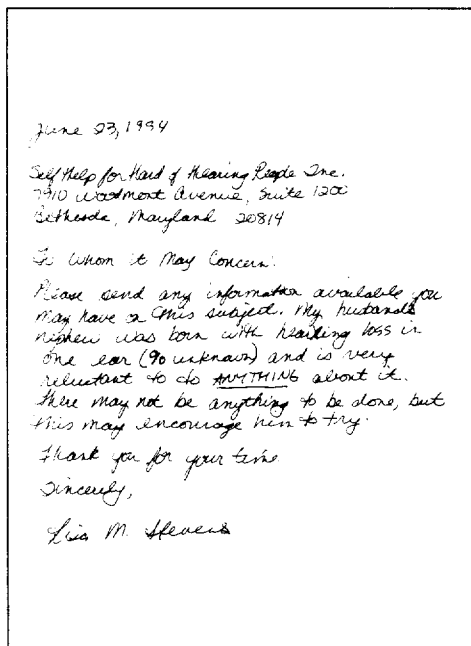 June 23, 1994
Self Help for Hard of Hearing People Inc.
7910 Woodmont Avenue, Suite 1200
Bethesda, Maryland 20814
To Whom it May Concern:
Please send any information available you
may have on this subject. My husband's
nephew was born with hearing loss in
one ear (% unknown) and is very
reluctant to do ANYTHING about it.
There may not be anything to be done, but
this may encourage him to try.
Thank you for your time
Sincerely,
Lisa M. Stevens